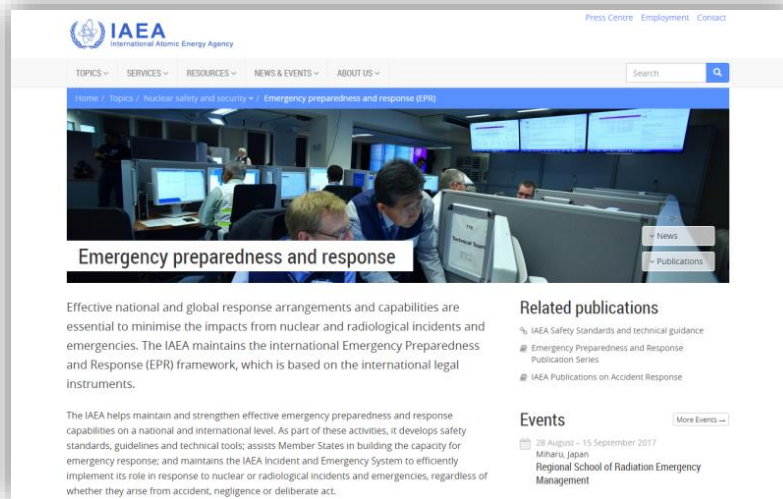 Press Centre Employment Contact
IAEA
International Atomic Energy Agency
TOPICS SERVICES RESOURCES NEWS & EVENTS ABOUT US
Search
Home / Topics / Nuclear safety and security / Emergency preparedness and response (EPR)
Technical Team
News
Publications
Emergency preparedness and response
Effective national and global response arrangements and capabilities are
essential to minimise the impacts from nuclear and radiological incidents and
emergencies. The IAEA maintains the international Emergency Preparedness
and Response (EPR) framework, which is based on the international legal
instruments.
The IAEA helps maintain and strengthen effective emergency preparedness and response
capabilities on a national and international level. As part of these activities, it develops safety
standards, guidelines and technical tools; assists Member States in building the capacity for
emergency response; and maintains the IAEA Incident and Emergency System to efficiently
implement its role in response to nuclear or radiological incidents and emergencies, regardless of
whether they arise from accident, negligence or deliberate act.
Related publications
IAEA Safety Standards and technical guidance
Emergency Preparedness and Response
Publication Series
IAEA Publications on Accident Response
Events
More Events →
28 August – 15 September 2017
Miharu, Japan
Regional School of Radiation Emergency
Management